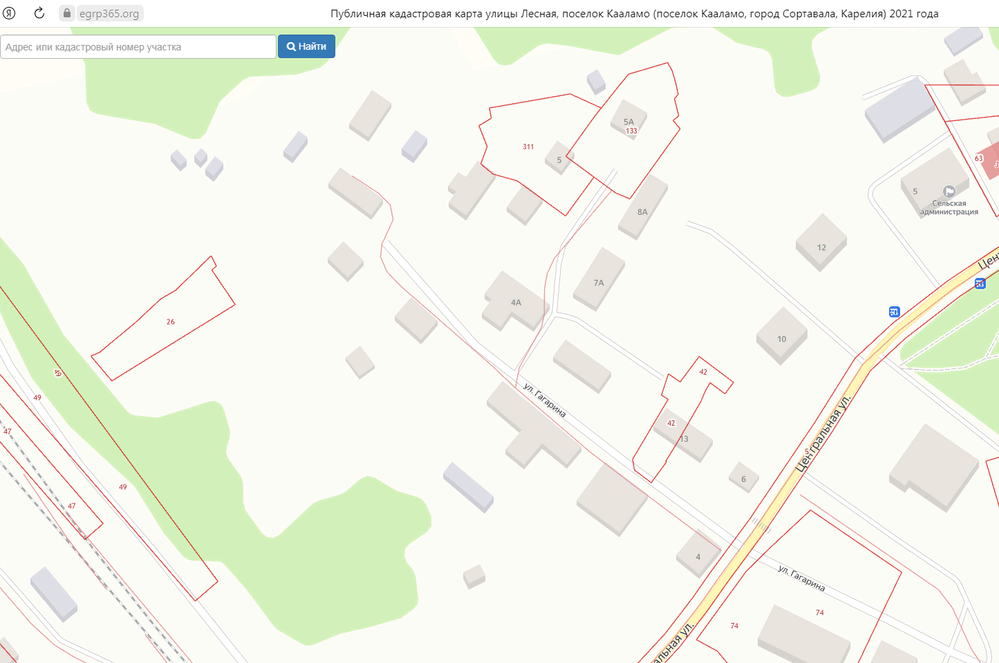 Я
egrp365.org
Публичная кадастровая карта улицы Лесная, поселок Кааламо (поселок Кааламо, город Сортавала, Карелия) 2021 года
Адрес или кадастровый номер участка
Найти
5А
133
311
5
63
5
Сельская
администрация
8А
12
Цент
7А
4А
26
10
49
42
49
ул. Гагарина
42
47
13
Центральная ул.
5
6
49
47
4
ул. Гагарина
74
74
альная ул.